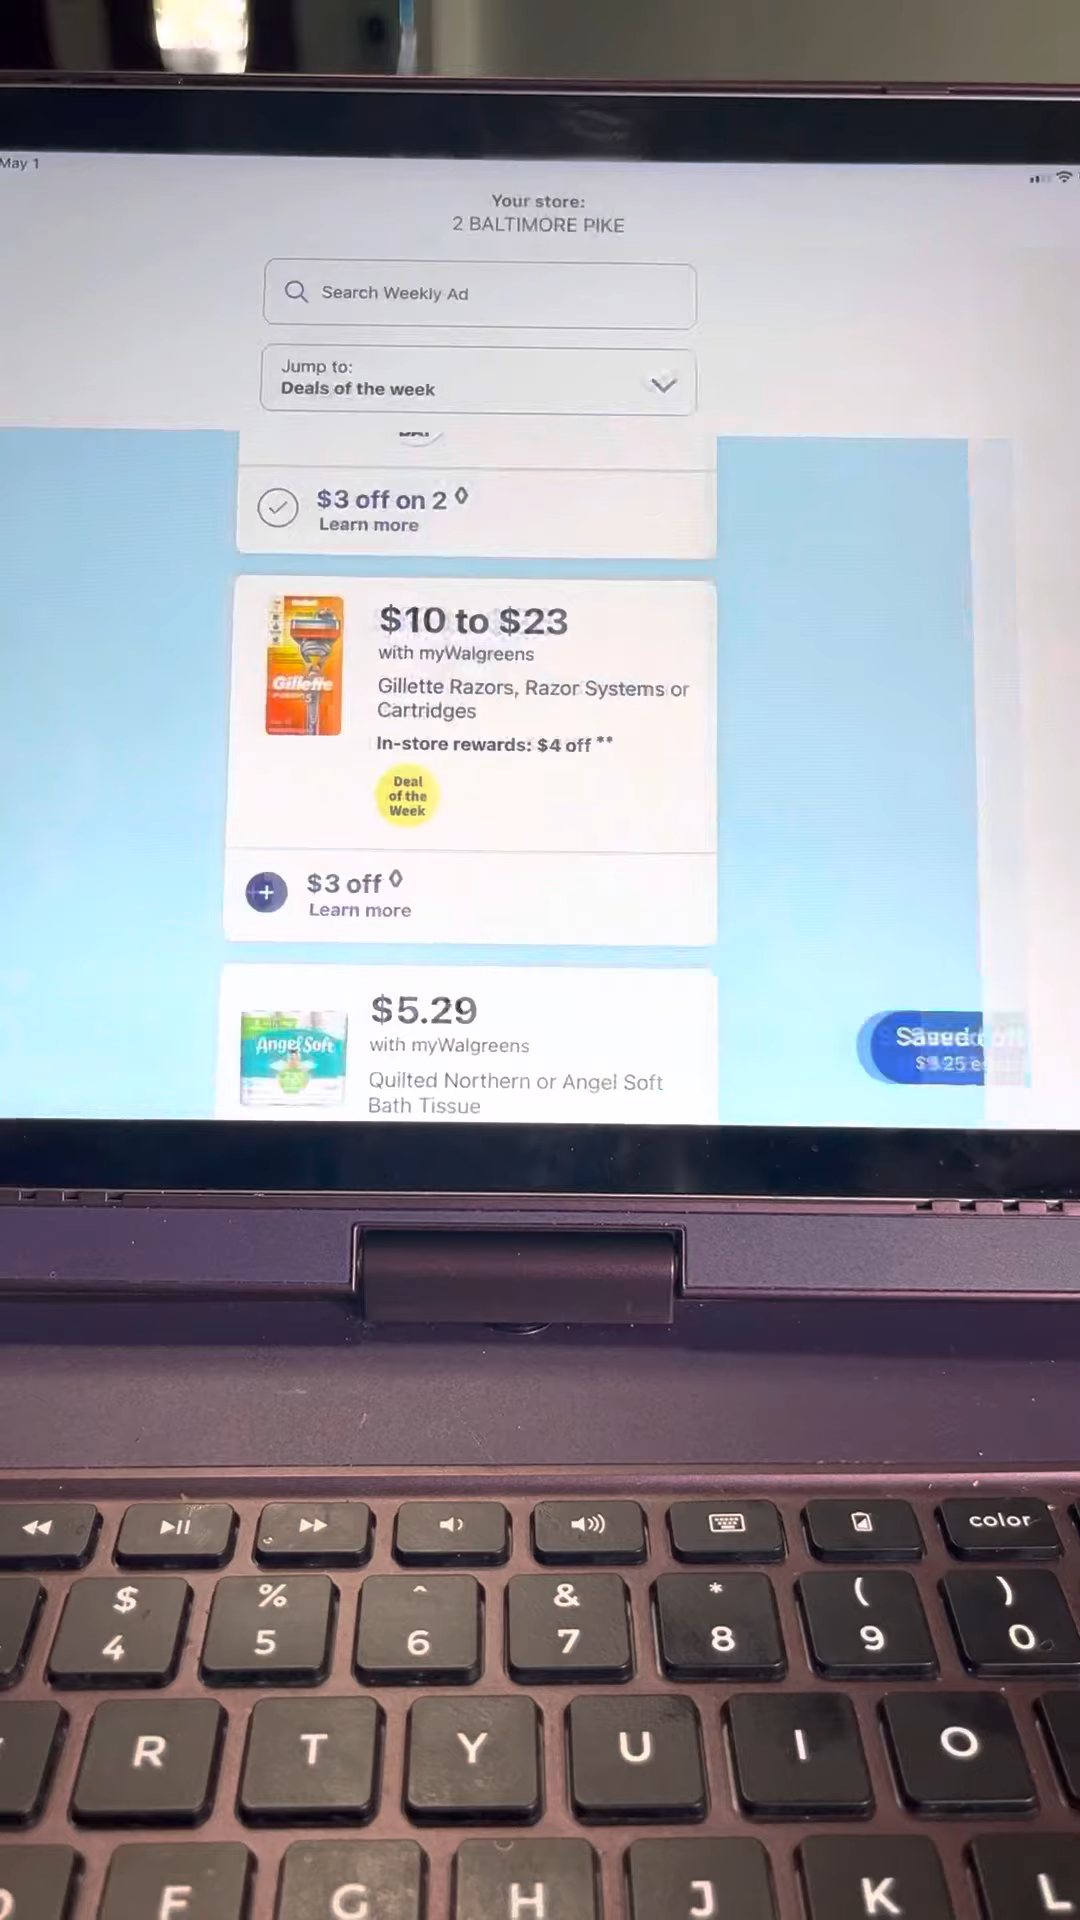 May 1
Your store:
2 BALTIMORE PIKE
Search Weekly Ad
Jump to:
Deals of the week
$3 off on 2 ◊
Learn more
$10 to $23
with myWalgreens
Gillette Razors, Razor Systems or
Cartridges
In-store rewards: $4 off **
Deal
of the
Week
Gillette
$3 off ◊
Learn more
$5.29
with myWalgreens
Quilted Northern or Angel Soft
Bath Tissue
Angel Soft
color
$ % ^ & * ( )
4 5 6 7 8 9 0
R T Y U I O
F G H J K L